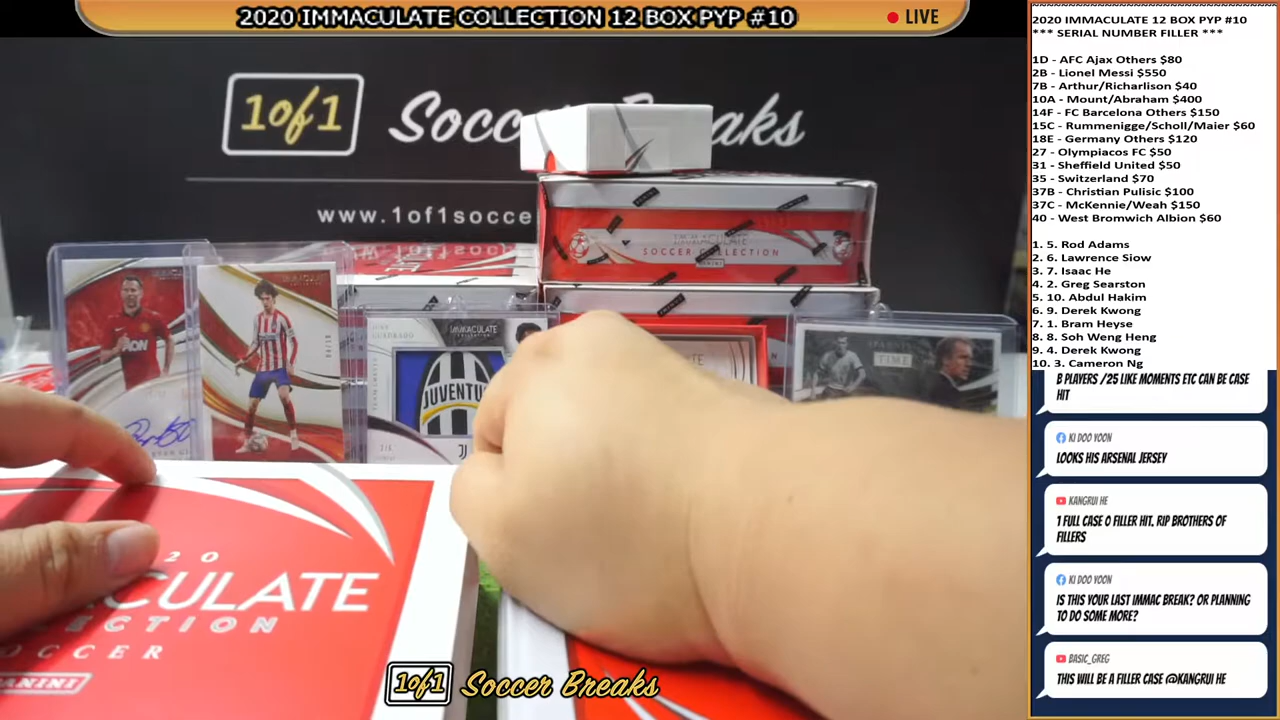 2020 IMMACULATE COLLECTION 12 BOX PYP #10
LIVE
1of1 Socc
Breaks
www.1of1socce
SOCCER COLLECTION
JUVENTUS
IMMACULATE
TIME
2 0
CULATE
ECTION
OCCER
PANINI
1of1 Soccer Breaks
2020 IMMACULATE 12 BOX PYP #10
*** SERIAL NUMBER FILLER ***
1D - AFC Ajax Others $80
2B - Lionel Messi $550
7B - Arthur/Richarlison $40
10A - Mount/Abraham $400
14F - FC Barcelona Others $150
15C - Rummenigge/Scholl/Maier $60
18E - Germany Others $120
27 - Olympiacos FC $50
31 - Sheffield United $50
35 - Switzerland $70
37B - Christian Pulisic $100
37C - McKennie/Weah $150
40 - West Bromwich Albion $60
1. 5. Rod Adams
2. 6. Lawrence Siow
3. 7. Isaac He
4. 2. Greg Searston
5. 10. Abdul Hakim
6. 9. Derek Kwong
7. 1. Bram Heyse
8. 8. Soh Weng Heng
9. 4. Derek Kwong
10. 3. Cameron Ng
B PLAYERS /25 LIKE MOMENTS ETC CAN BE CASE
HIT
KI DOO YOON
LOOKS HIS ARSENAL JERSEY
KANGRUI HE
1 FULL CASE 0 FILLER HIT. RIP BROTHERS OF
FILLERS
KI DOO YOON
IS THIS YOUR LAST IMMAC BREAK? OR PLANNING
TO DO SOME MORE?
BASIC_GREG
THIS WILL BE A FILLER CASE @KANGRUI HE